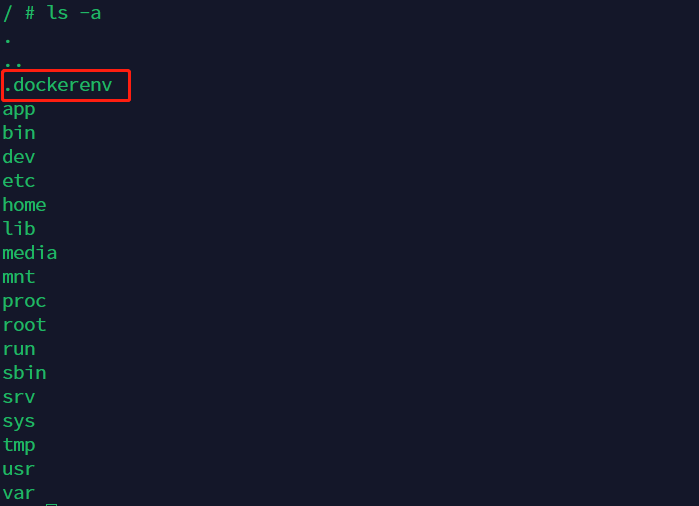 / # ls -a
.
..
.dockerenv
app
bin
dev
etc
home
lib
media
mnt
proc
root
run
sbin
srv
sys
tmp
usr
var